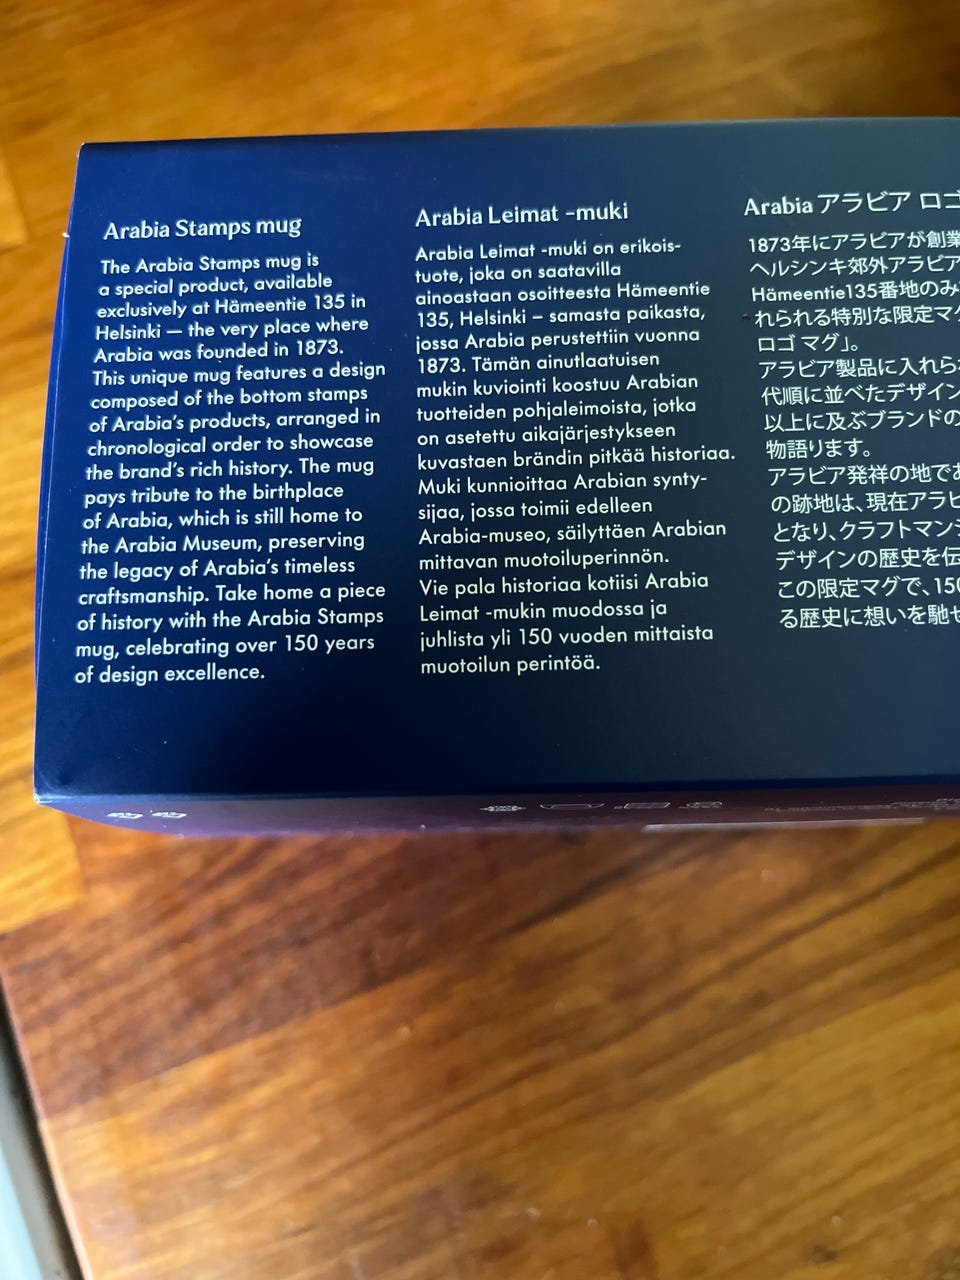 Arabia Stamps mug
The Arabia Stamps mug is
a special product, available
exclusively at Hämeentie 135 in
Helsinki — the very place where
Arabia was founded in 1873.
This unique mug features a design
composed of the bottom stamps
of Arabia's products, arranged in
chronological order to showcase
the brand's rich history. The mug
pays tribute to the birthplace
of Arabia, which is still home to
the Arabia Museum, preserving
the legacy of Arabia's timeless
craftsmanship. Take home a piece
of history with the Arabia Stamps
mug, celebrating over 150 years
of design excellence.
Arabia Leimat -muki
Arabia Leimat -muki on erikois-
tuote, joka on saatavilla
ainoastaan osoitteesta Hämeentie
135, Helsinki – samasta paikasta,
jossa Arabia perustettiin vuonna
1873. Tämän ainutlaatuisen
mukin kuviointi koostuu Arabian
tuotteiden pohjaleimoista, jotka
on asetettu aikajärjestykseen
kuvastaen brändin pitkää historiaa.
Muki kunnioittaa Arabian synty-
sijaa, jossa toimii edelleen
Arabia-museo, säilyttäen Arabian
mittavan muotoiluperinnön.
Vie pala historiaa kotiisi Arabia
Leimat -mukin muodossa ja
juhlista yli 150 vuoden mittaista
muotoilun perintöä.
Arabia アラビア ロゴ
1873年にアラビアが創業
ヘルシンキ郊外アラビア
Hämeentie135番地のみ
れられる特別な限定マグ
ロゴ マグ」。
アラビア製品に入れら
代順に並べたデザイン
以上に及ぶブランドの
物語ります。
アラビア発祥の地であ
の跡地は、現在アラビ
となり、クラフトマンシ
デザインの歴史を伝
この限定マグで、150
る歴史に想いを馳せ